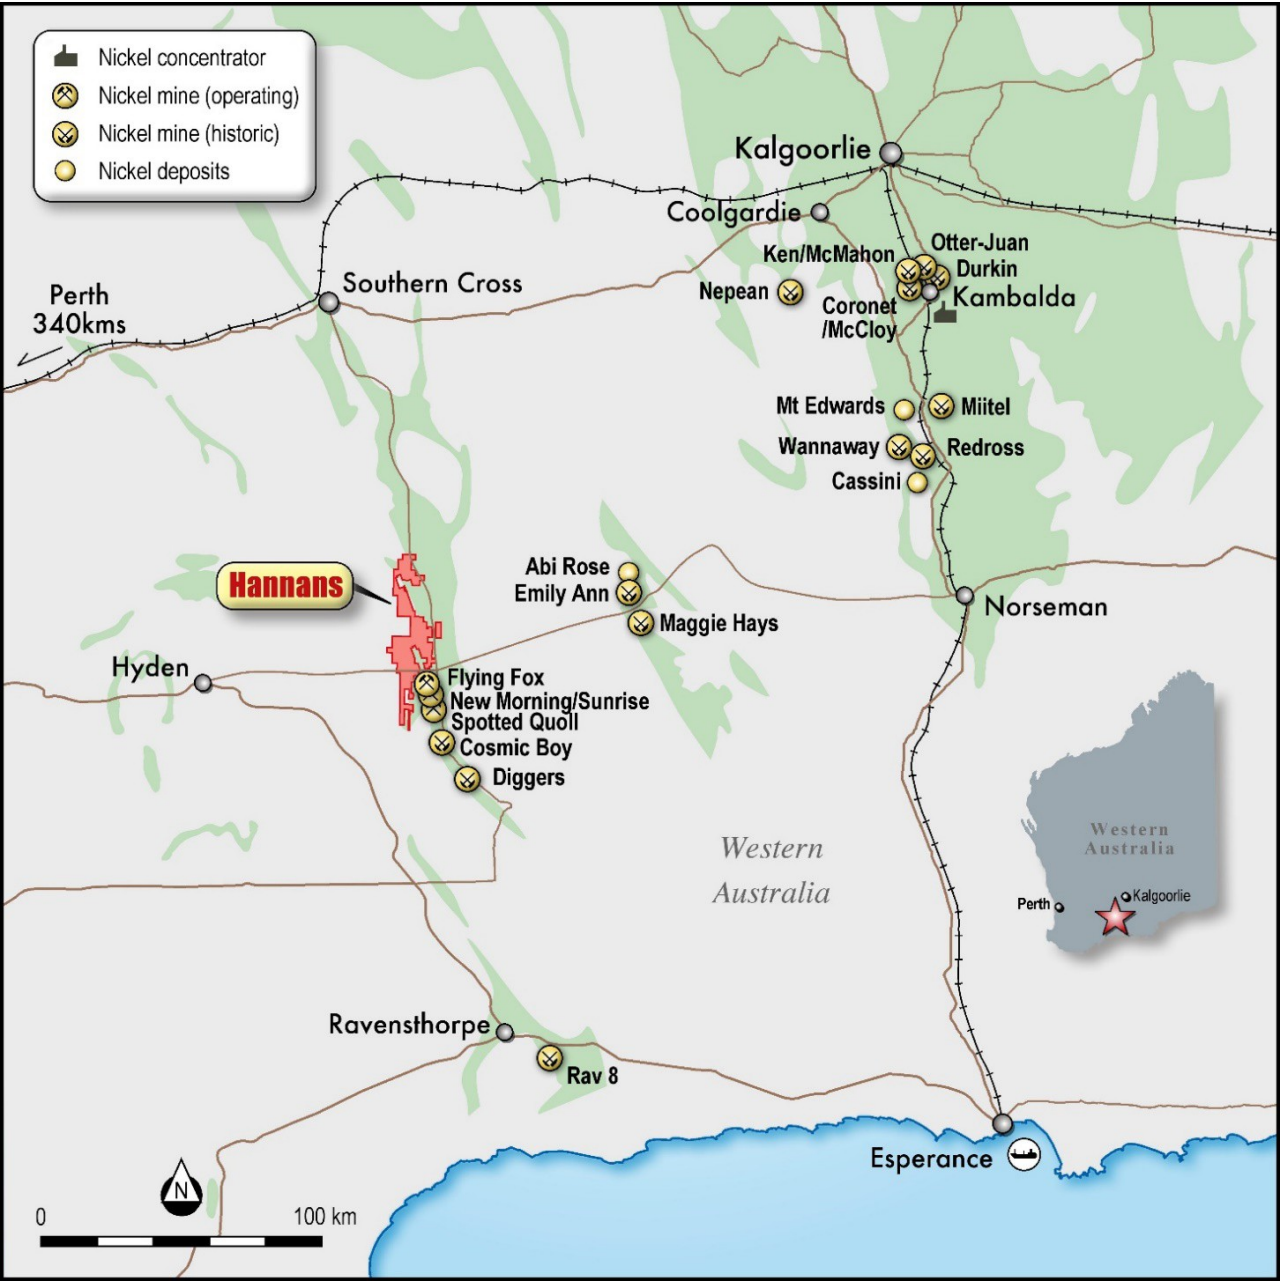 Nickel concentrator
Nickel mine (operating)
Nickel mine (historic)
Nickel deposits
Kalgoorlie
Coolgardie
Otter-Juan
Ken/McMahon
Durkin
Nepean
Kambalda
Coronet
/McCloy
Southern Cross
Perth
340kms
Mt Edwards
Miitel
Wannaway
Redross
Cassini
Abi Rose
Emily Ann
Maggie Hays
Hannans
Norseman
Hyden
Flying Fox
New Morning/Sunrise
Spotted Quoll
Cosmic Boy
Diggers
Western
Australia
Western
Australia
Perth
Kalgoorlie
Ravensthorpe
Rav 8
Esperance
N
0
100 km